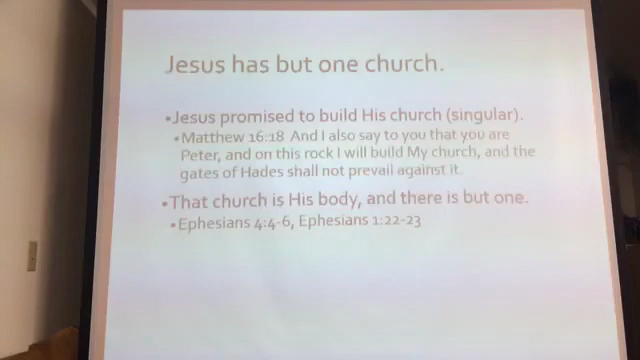 Jesus has but one church.
•Jesus promised to build His church (singular).
•Matthew 16:18 And I also say to you that you are
Peter, and on this rock I will build My church, and the
gates of Hades shall not prevail against it.
•That church is His body, and there is but one.
•Ephesians 4:4-6, Ephesians 1:22-23